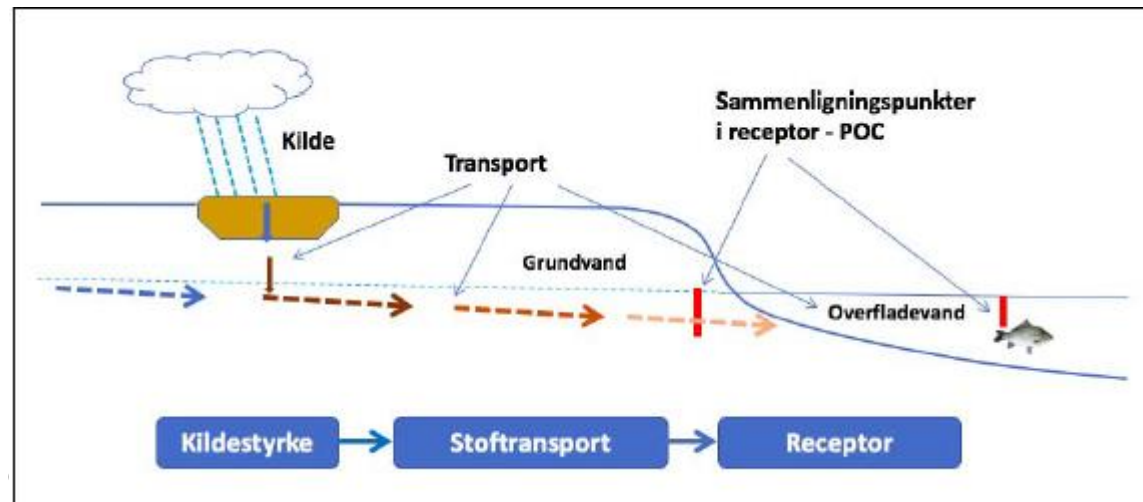 Kilde
Sammenligningspunkter
i receptor - POC
Transport
Grundvand
Overfladevand
Kildestyrke
Stoftransport
Receptor